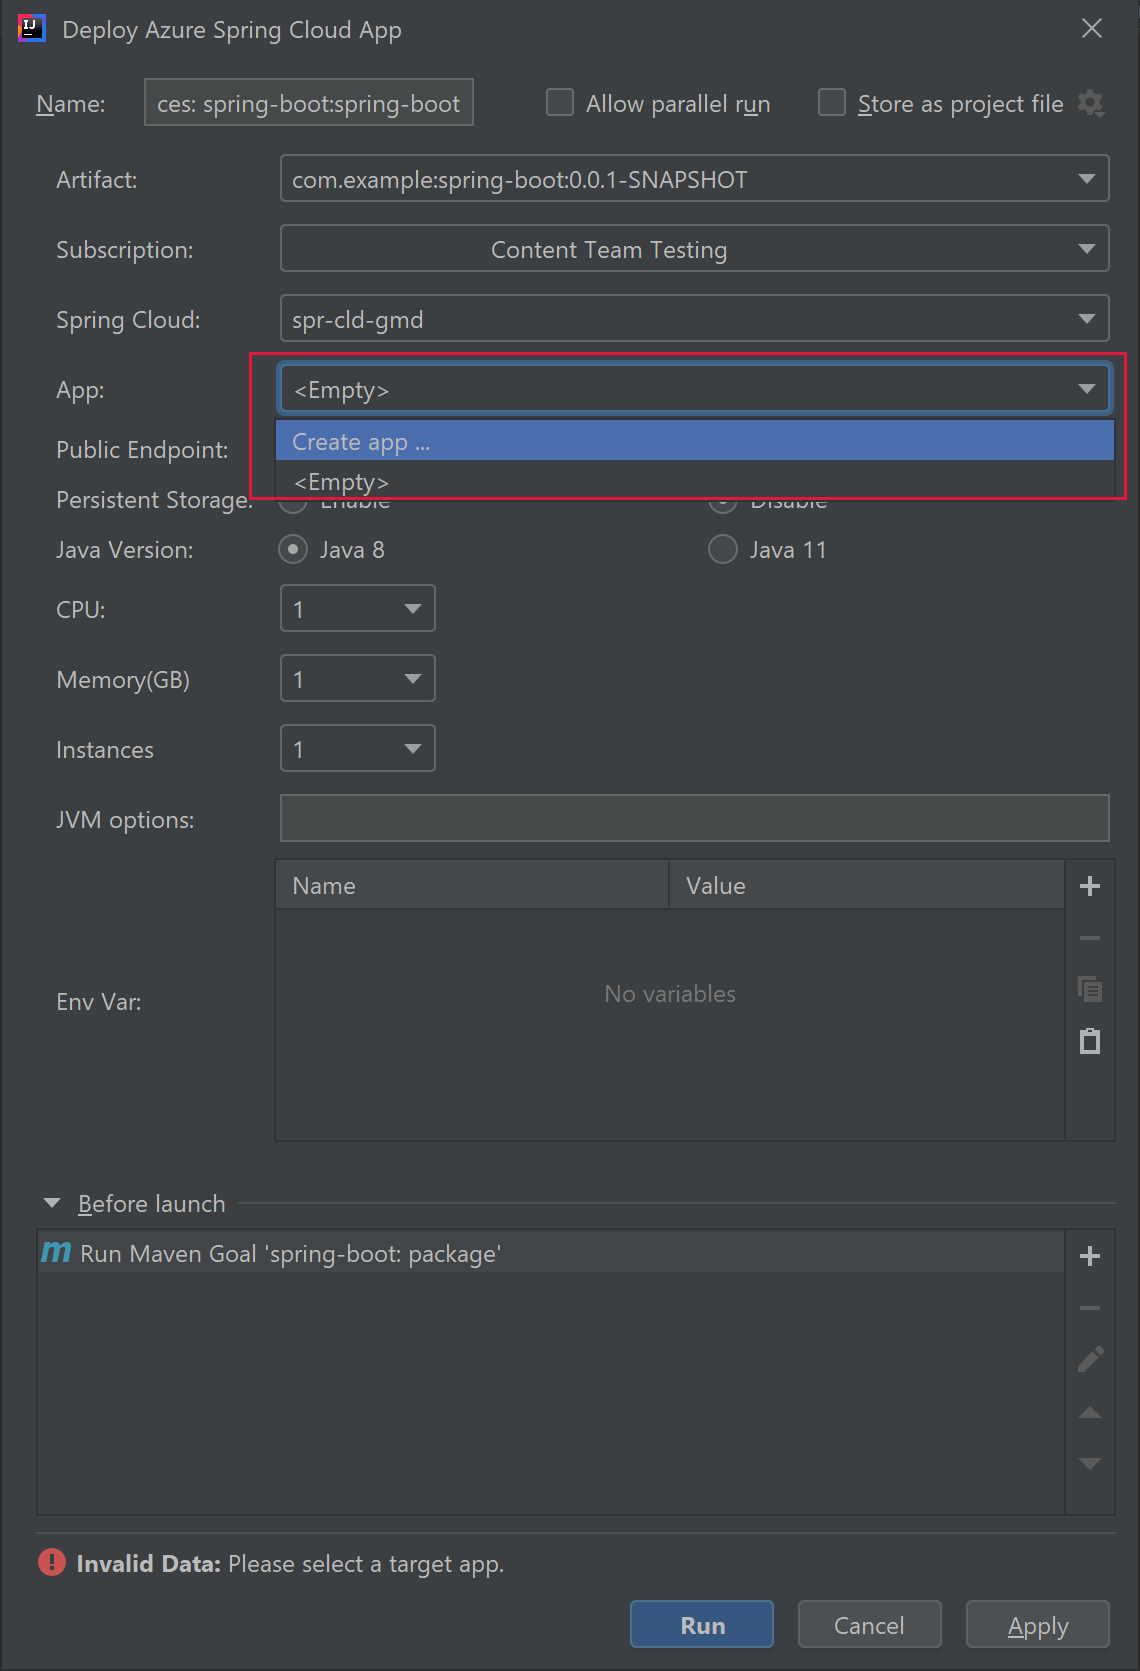 IJ
Deploy Azure Spring Cloud App
Name: ces: spring-boot:spring-boot Allow parallel run Store as project file
Artifact: com.example:spring-boot:0.0.1-SNAPSHOT
Subscription: Content Team Testing
Spring Cloud: spr-cld-gmd
App: <Empty>
Create app ...
Public Endpoint:
<Empty>
Persistent Storage: Enable Disable
Java Version: Java 8 Java 11
CPU: 1
Memory(GB) 1
Instances 1
JVM options:
Name Value
No variables
Env Var:
Before launch
m Run Maven Goal 'spring-boot: package'
Invalid Data: Please select a target app.
Run Cancel Apply